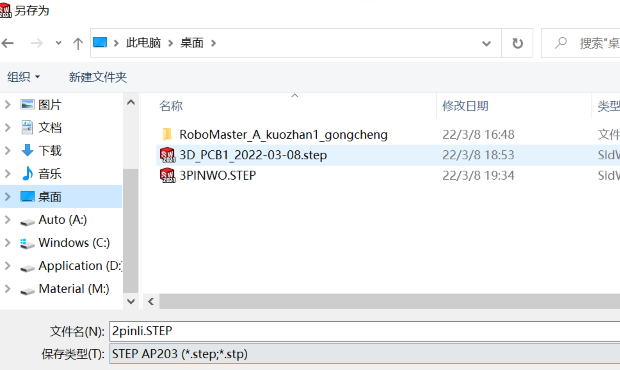 另存为
此电脑 > 桌面 >
搜索"桌
组织 新建文件夹
名称 修改日期 类型
图片
文档
下载
音乐
桌面
Auto (A:)
Windows (C:)
Application (D:)
Material (M:)
RoboMaster_A_kuozhan1_gongcheng 22/3/8 16:48 文件
3D_PCB1_2022-03-08.step 22/3/8 18:53 SldW
3PINWO.STEP 22/3/8 19:34 SldW
文件名(N): 2pinli.STEP
保存类型(T): STEP AP203 (*.step;*.stp)